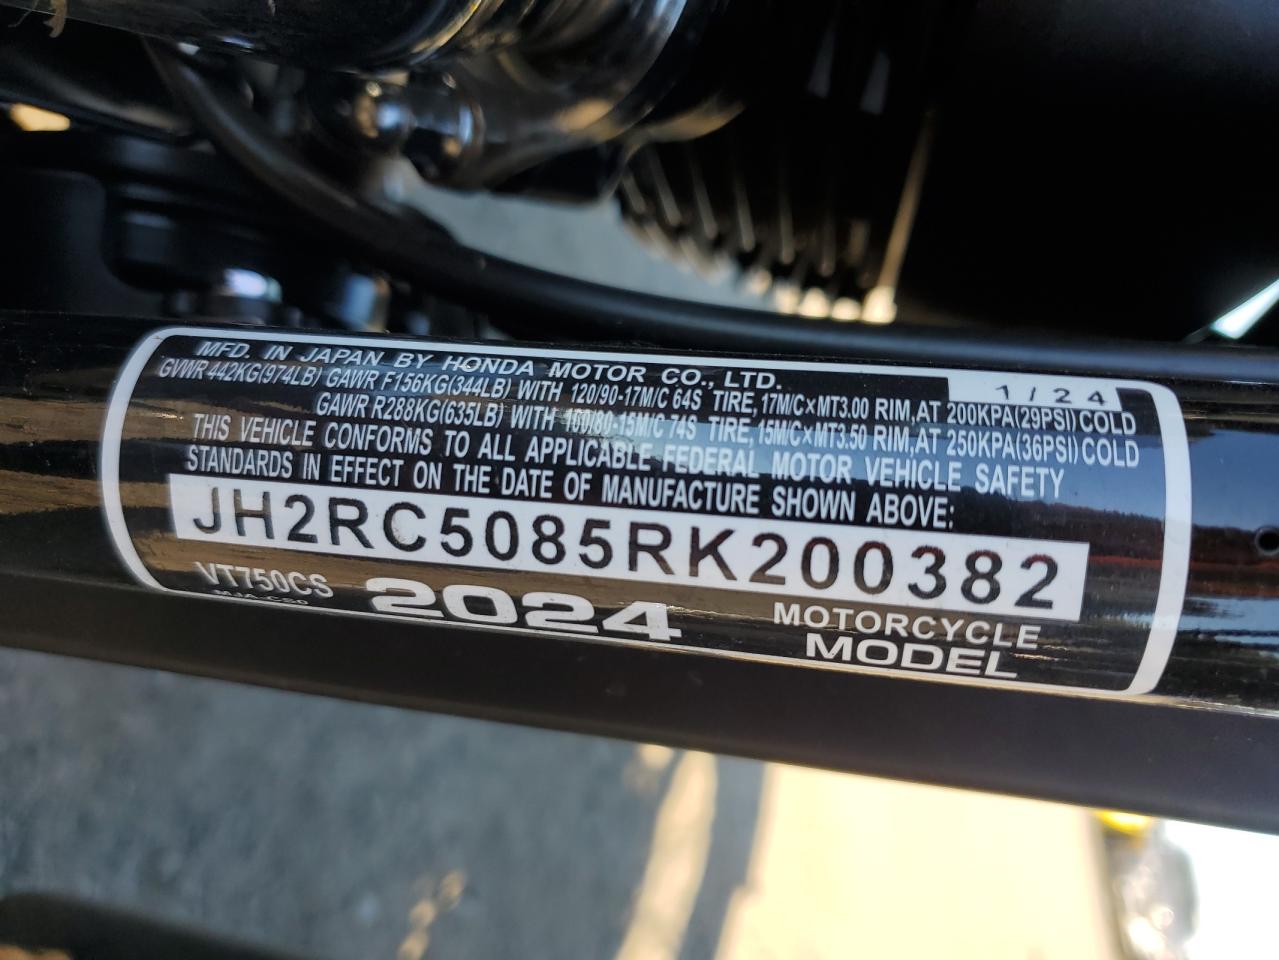 MFD. IN JAPAN BY HONDA MOTOR CO., LTD. 1/24
GVWR 442KG(974LB) GAWR F156KG(344LB) WITH 120/90-17M/C 64S TIRE,17M/C×MT3.00 RIM,AT 200KPA(29PSI)COLD
GAWR R288KG(635LB) WITH 160/80-15M/C 74S TIRE, 15M/C×MT3.50 RIM,AT 250KPA(36PSI)COLD
THIS VEHICLE CONFORMS TO ALL APPLICABLE FEDERAL MOTOR VEHICLE SAFETY
STANDARDS IN EFFECT ON THE DATE OF MANUFACTURE SHOWN ABOVE:
JH2RC5085RK200382
VT750CS 2024 MOTORCYCLE
MODEL